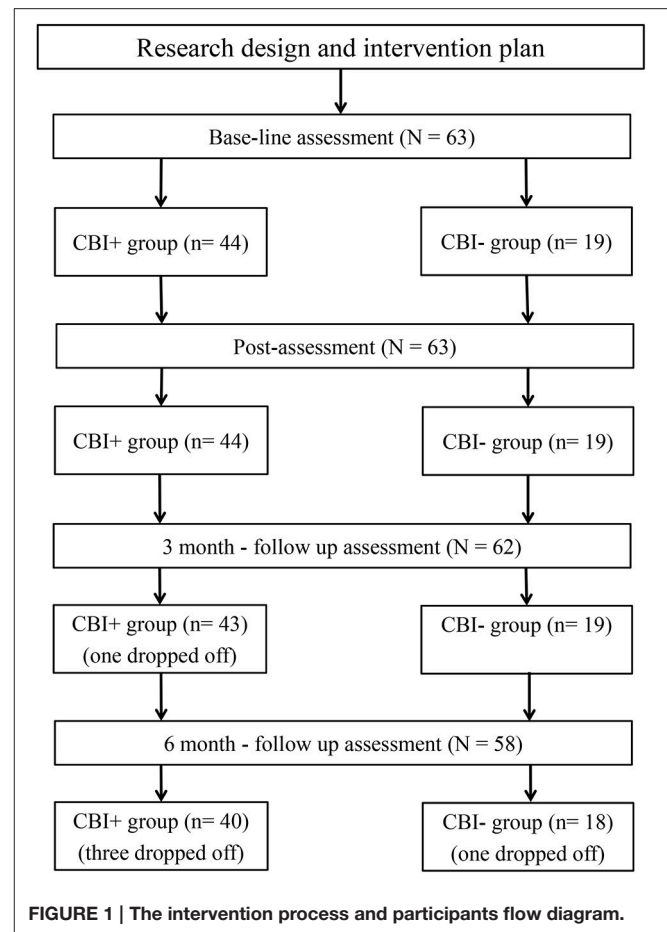 Research design and intervention plan
Base-line assessment (N = 63)
CBI+ group (n= 44)
CBI- group (n= 19)
Post-assessment (N = 63)
CBI+ group (n= 44)
CBI- group (n= 19)
3 month - follow up assessment (N = 62)
CBI+ group (n= 43)
(one dropped off)
CBI- group (n= 19)
6 month - follow up assessment (N = 58)
CBI+ group (n= 40)
(three dropped off)
CBI- group (n= 18)
(one dropped off)
FIGURE 1 | The intervention process and participants flow diagram.